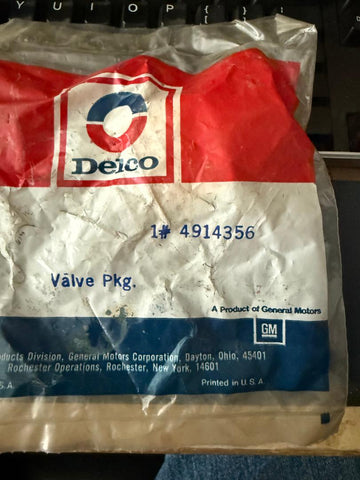 Y U I O P { }
Delco
1# 4914356
Valve Pkg.
A Product of General Motors
GM
Division, General Motors Corporation, Dayton, Ohio, 45401
Rochester Operations, Rochester, New York, 14601
Printed in U.S.A.